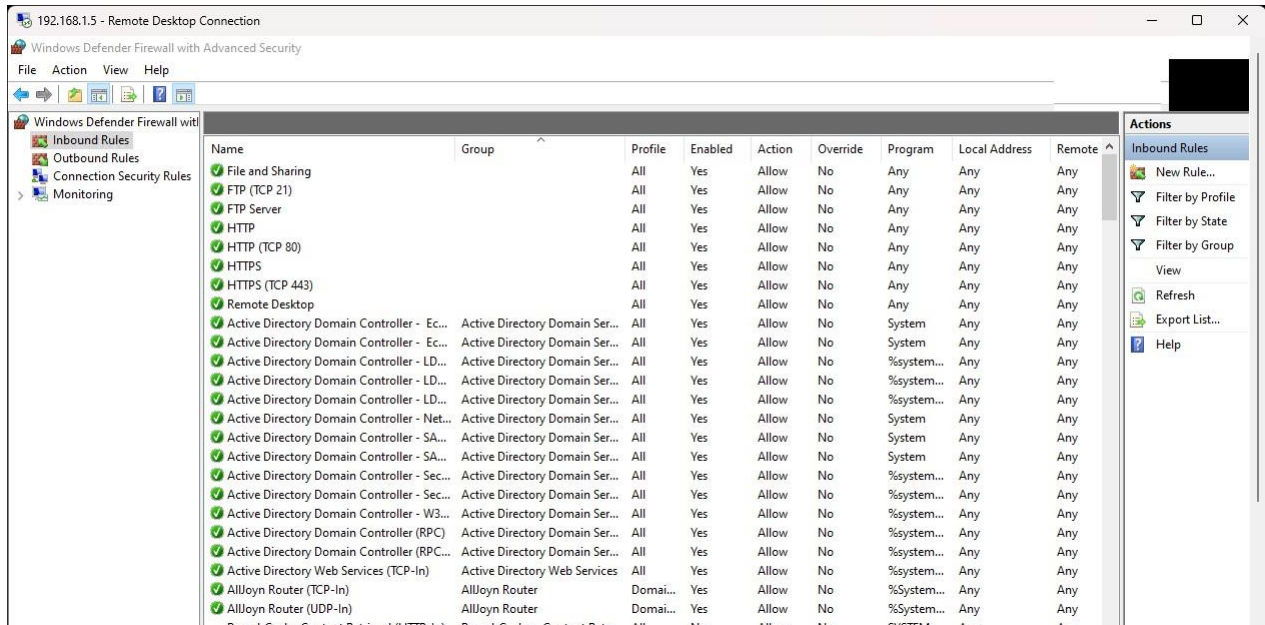 192.168.1.5 - Remote Desktop Connection
Windows Defender Firewall with Advanced Security
File Action View Help
Windows Defender Firewall witl
Inbound Rules
Outbound Rules
Connection Security Rules
Monitoring
Name Group Profile Enabled Action Override Program Local Address Remote
File and Sharing All Yes Allow No Any Any Any
FTP (TCP 21) All Yes Allow No Any Any Any
FTP Server All Yes Allow No Any Any Any
HTTP All Yes Allow No Any Any Any
HTTP (TCP 80) All Yes Allow No Any Any Any
HTTPS All Yes Allow No Any Any Any
HTTPS (TCP 443) All Yes Allow No Any Any Any
Remote Desktop All Yes Allow No Any Any Any
Active Directory Domain Controller - Ec... Active Directory Domain Ser... All Yes Allow No System Any Any
Active Directory Domain Controller - Ec... Active Directory Domain Ser... All Yes Allow No System Any Any
Active Directory Domain Controller - LD... Active Directory Domain Ser... All Yes Allow No %system... Any Any
Active Directory Domain Controller - LD... Active Directory Domain Ser... All Yes Allow No %system... Any Any
Active Directory Domain Controller - LD... Active Directory Domain Ser... All Yes Allow No %system... Any Any
Active Directory Domain Controller - Net... Active Directory Domain Ser... All Yes Allow No System Any Any
Active Directory Domain Controller - SA... Active Directory Domain Ser... All Yes Allow No System Any Any
Active Directory Domain Controller - SA... Active Directory Domain Ser... All Yes Allow No System Any Any
Active Directory Domain Controller - Sec... Active Directory Domain Ser... All Yes Allow No %system... Any Any
Active Directory Domain Controller - Sec... Active Directory Domain Ser... All Yes Allow No %system... Any Any
Active Directory Domain Controller - W3... Active Directory Domain Ser... All Yes Allow No %system... Any Any
Active Directory Domain Controller (RPC) Active Directory Domain Ser... All Yes Allow No %system... Any Any
Active Directory Domain Controller (RPC... Active Directory Domain Ser... All Yes Allow No %system... Any Any
Active Directory Web Services (TCP-In) Active Directory Web Services All Yes Allow No %system... Any Any
AllJoyn Router (TCP-In) AllJoyn Router Domai... Yes Allow No %System... Any Any
AllJoyn Router (UDP-In) AllJoyn Router Domai... Yes Allow No %System... Any Any
Actions
Inbound Rules
New Rule...
Filter by Profile
Filter by State
Filter by Group
View
Refresh
Export List...
Help